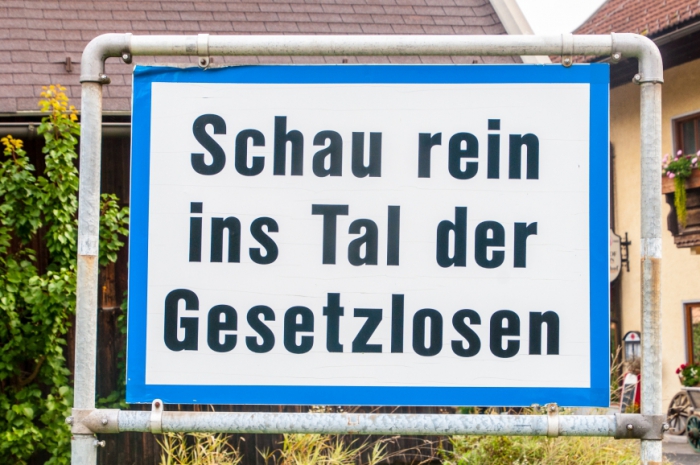 Schau rein
ins Tal der
Gesetzlosen